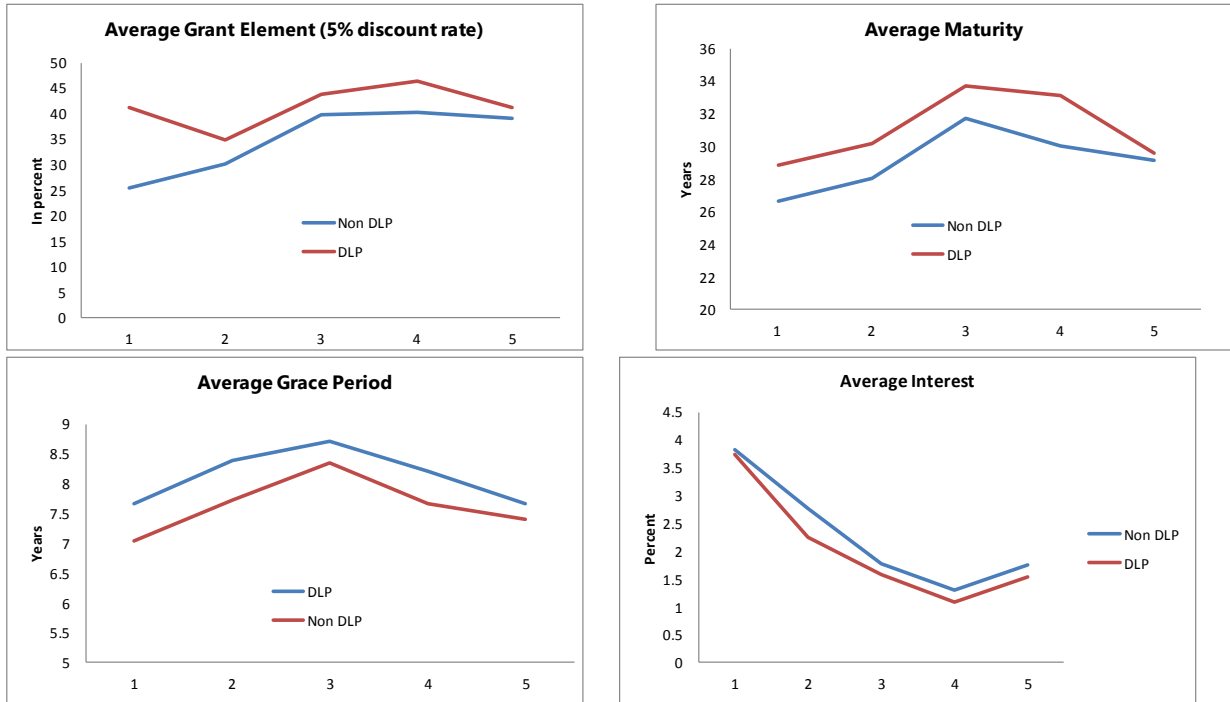 Average Grant Element (5% discount rate)
50
45
40
35
30
25
20
15
10
5
0
In percent
Non DLP
DLP
1 2 3 4 5
Average Maturity
36
34
32
30
28
26
24
22
20
Years
Non DLP
DLP
1 2 3 4 5
Average Grace Period
9
8.5
8
7.5
7
6.5
6
5.5
5
Years
DLP
Non DLP
1 2 3 4 5
Average Interest
4.5
4
3.5
3
2.5
2
1.5
1
0.5
0
Percent
Non DLP
DLP
1 2 3 4 5